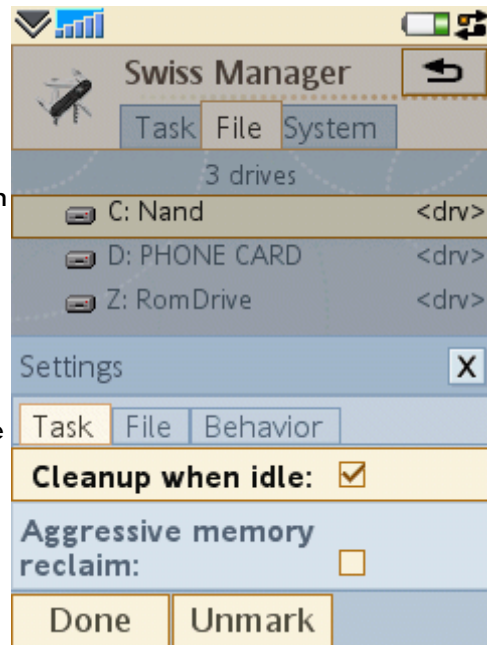 Swiss Manager
Task File System
3 drives
C: Nand <drv>
D: PHONE CARD <drv>
Z: RomDrive <drv>
Settings X
Task File Behavior
Cleanup when idle:
Aggressive memory
reclaim:
Done Unmark